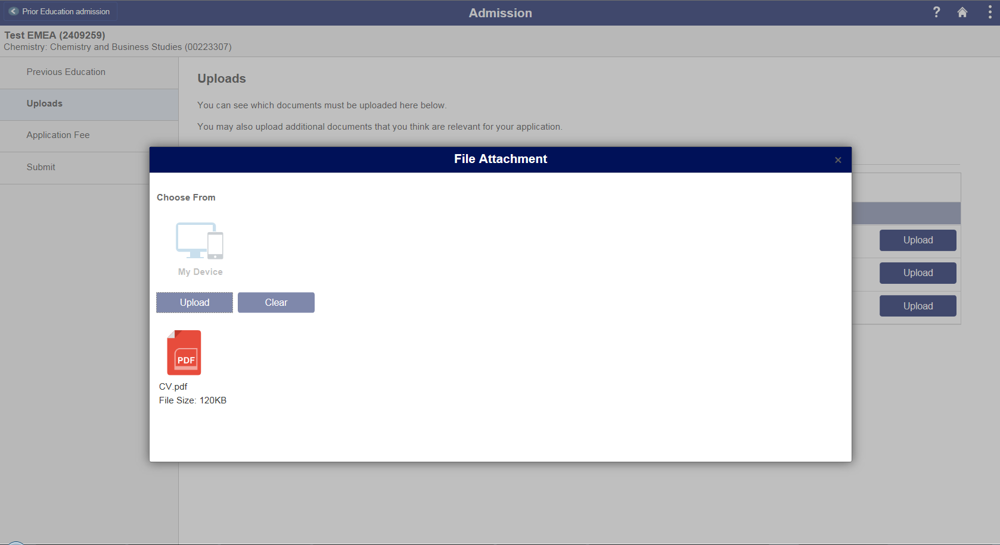 Prior Education admission
Admission
?
Test EMEA (2409259)
Chemistry: Chemistry and Business Studies (00223307)
Previous Education
Uploads
Application Fee
Submit
Uploads
You can see which documents must be uploaded here below.
You may also upload additional documents that you think are relevant for your application.
File Attachment
×
Choose From
My Device
Upload Clear
PDF
CV.pdf
File Size: 120KB
Upload
Upload
Upload